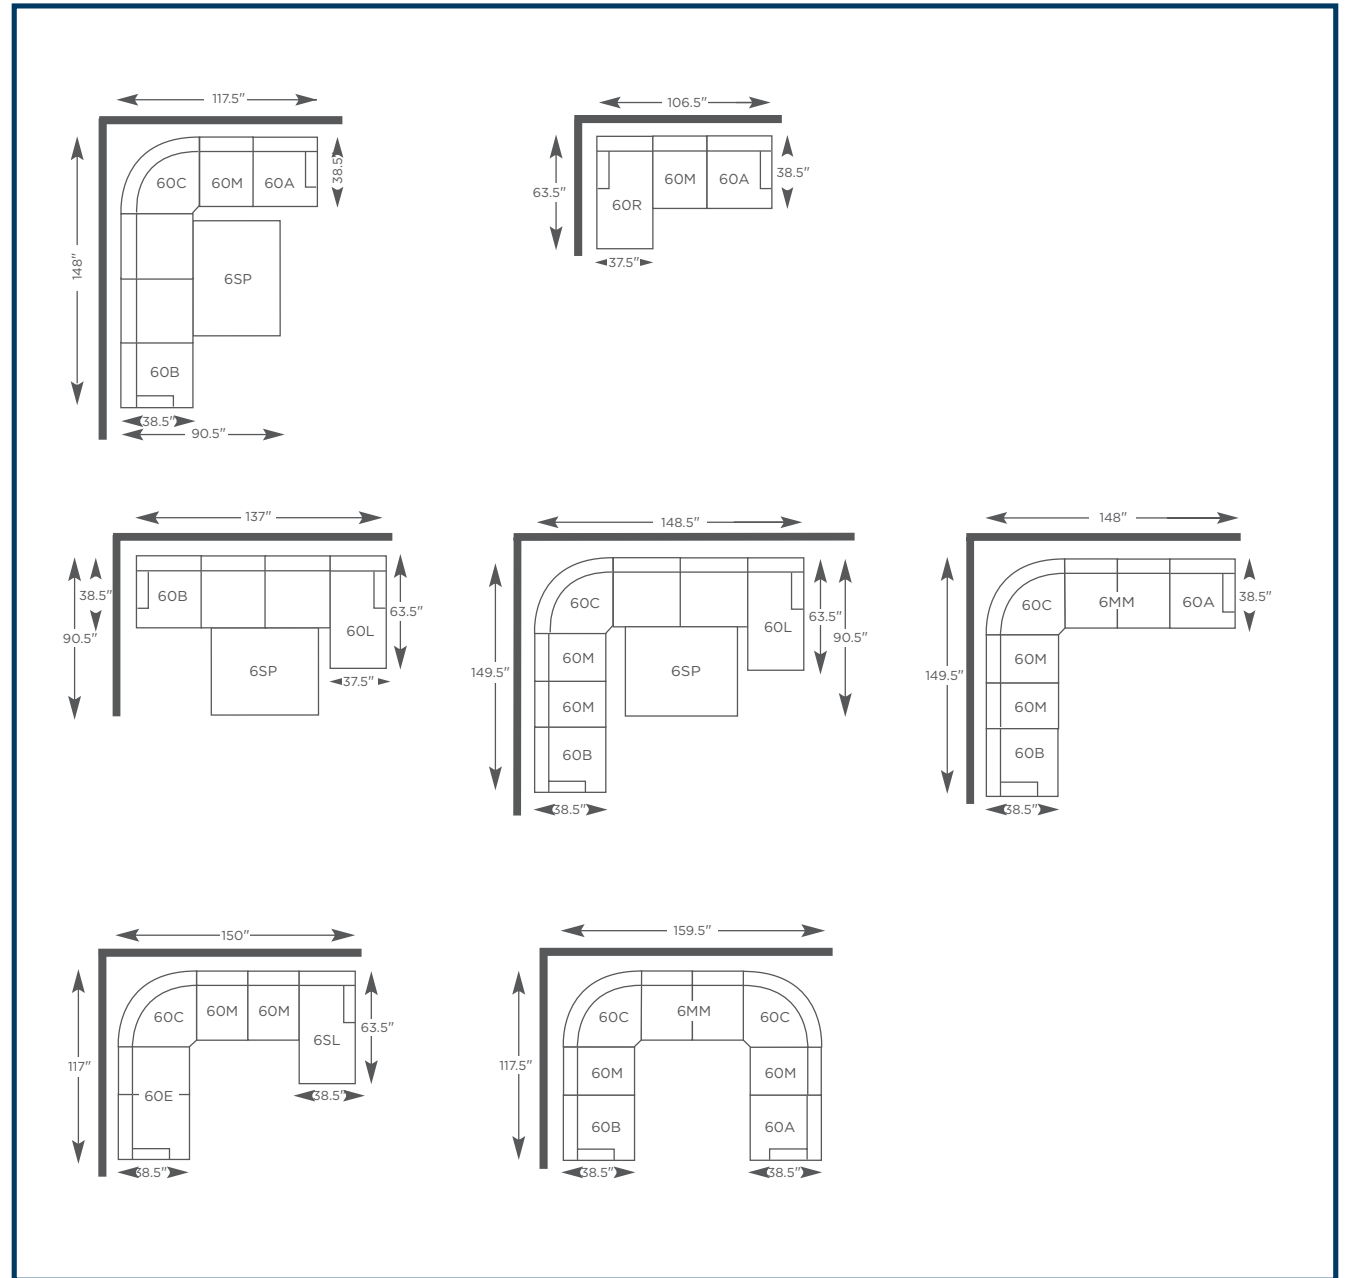 117.5"
60C 60M 60A
38.5"
148"
6SP
60B
38.5"
90.5"
106.5"
63.5"
60R 60M 60A
38.5"
37.5"
137"
38.5"
90.5"
60B
60L
63.5"
6SP
37.5"
148.5"
149.5"
60C
60L
63.5"
90.5"
60M
6SP
60M
60B
38.5"
148"
149.5"
60C 6MM 60A
38.5"
60M
60M
60B
38.5"
150"
117"
60C 60M 60M
6SL
63.5"
60E
38.5"
38.5"
159.5"
117.5"
60C 6MM 60C
60M 60M
60B 60A
38.5" 38.5"